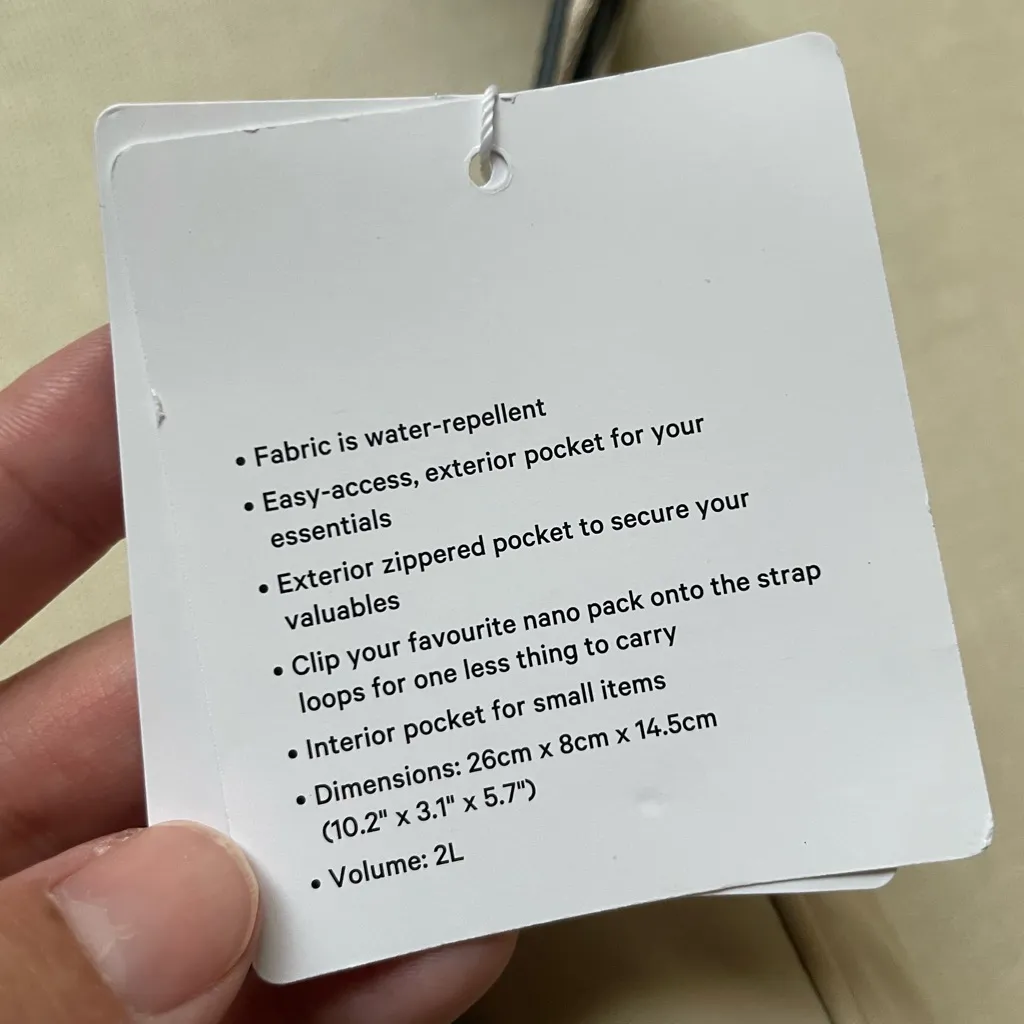 • Fabric is water-repellent
• Easy-access, exterior pocket for your
essentials
• Exterior zippered pocket to secure your
valuables
• Clip your favourite nano pack onto the strap
loops for one less thing to carry
• Interior pocket for small items
• Dimensions: 26cm x 8cm x 14.5cm
(10.2" x 3.1" x 5.7")
• Volume: 2L